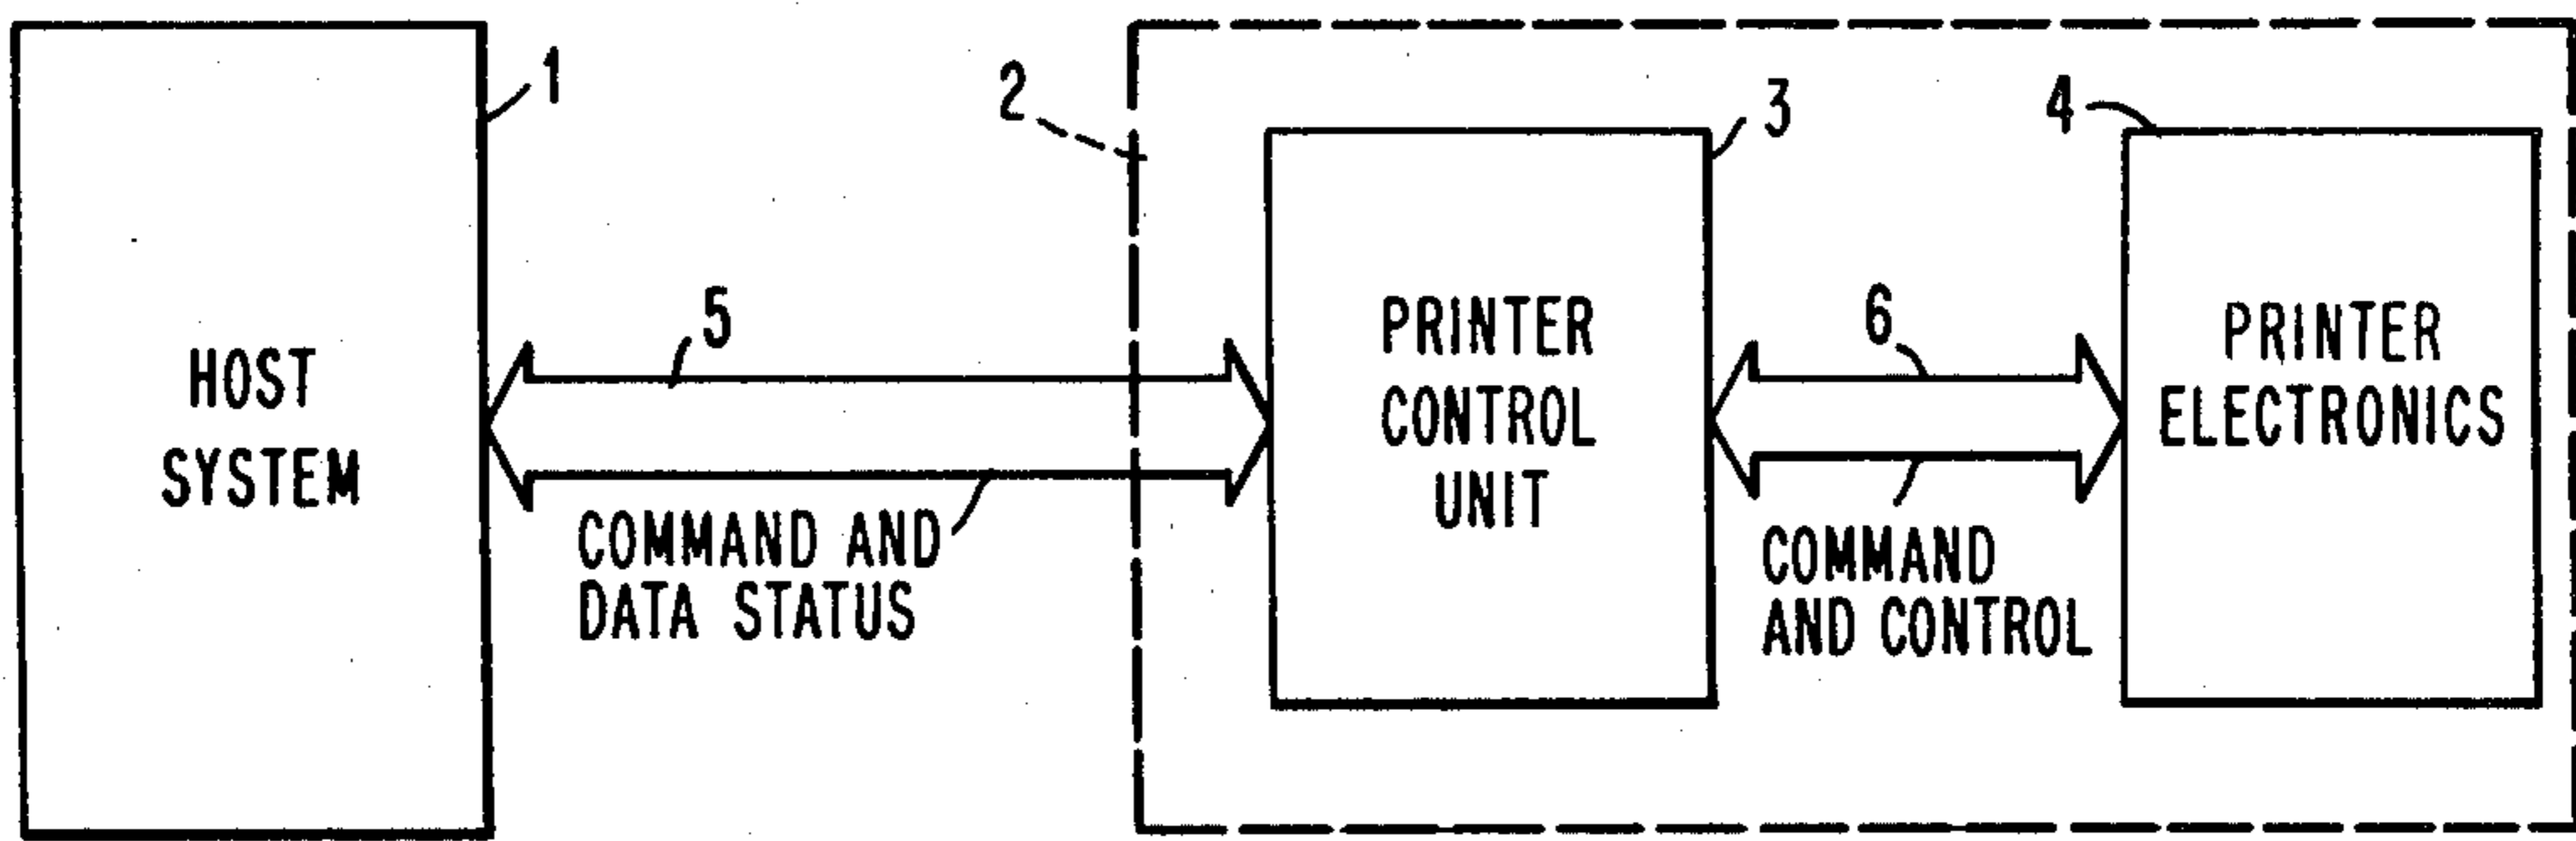 1
2
3
4
HOST
SYSTEM
5
COMMAND AND
DATA STATUS
PRINTER
CONTROL
UNIT
6
COMMAND
AND CONTROL
PRINTER
ELECTRONICS